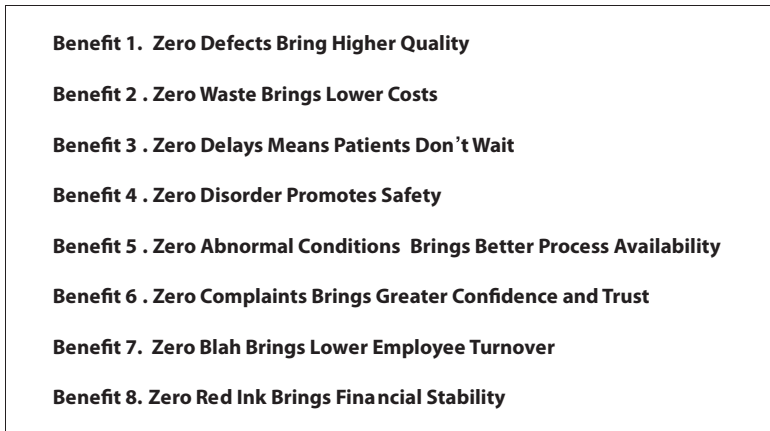 Benefit 1.  Zero Defects Bring Higher Quality
Benefit 2 . Zero Waste Brings Lower Costs
Benefit 3 . Zero Delays Means Patients Don’t Wait
Benefit 4 . Zero Disorder Promotes Safety
Benefit 5 . Zero Abnormal Conditions  Brings Better Process Availability
Benefit 6 . Zero Complaints Brings Greater Confidence and Trust
Benefit 7.  Zero Blah Brings Lower Employee Turnover
Benefit 8. Zero Red Ink Brings Financial Stability